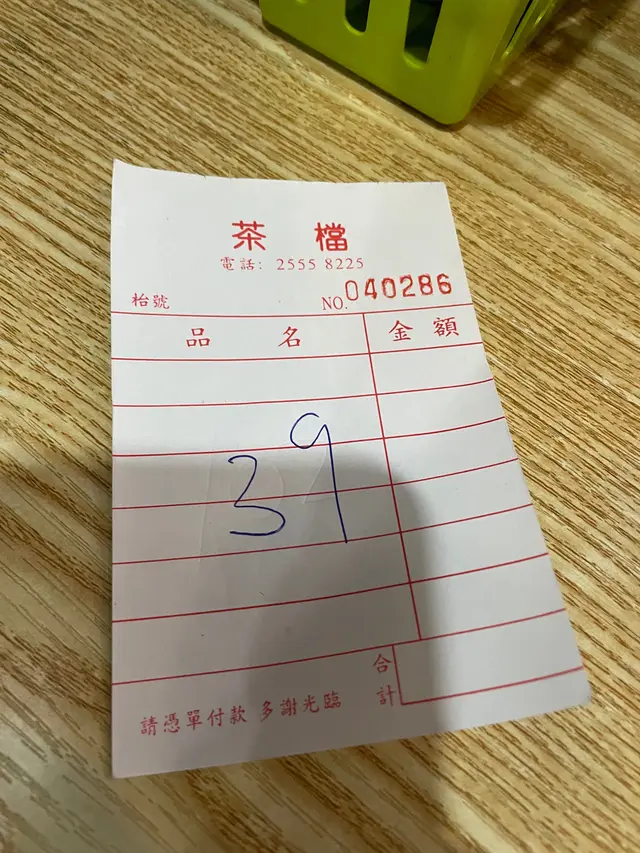 茶 檔
電話: 2555 8225
枱號 NO. 040286
品 名 金 額
39
合計
請憑單付款 多謝光臨